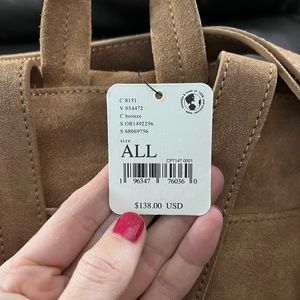 C 8151
V 034472
C bronze
S OB1492256
S 68069756
size
ALL
CP7147 0001
1 96347 76036 0
$138.00 USD